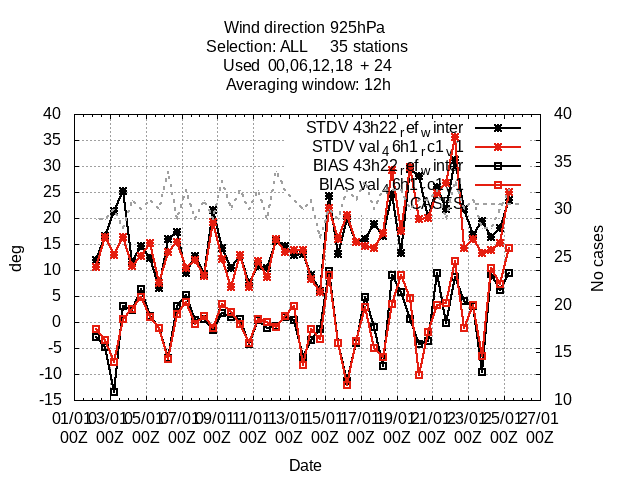 Wind direction 925hPa
Selection: ALL 35 stations
Used 00,06,12,18 + 24
Averaging window: 12h
40 40
35 STDV 43h22_ref_winter
STDV val_46h1_rc1_v1 35
30 BIAS 43h22_ref_winter
25 BIAS val_46h1_rc1_v1
20 CASES 30
15
10 25
5
0 20
-5
-10 15
-15 10
deg
No cases
01/01 03/01 05/01 07/01 09/01 11/01 13/01 15/01 17/01 19/01 21/01 23/01 25/01 27/01
00Z 00Z 00Z 00Z 00Z 00Z 00Z 00Z 00Z 00Z 00Z 00Z 00Z 00Z
Date